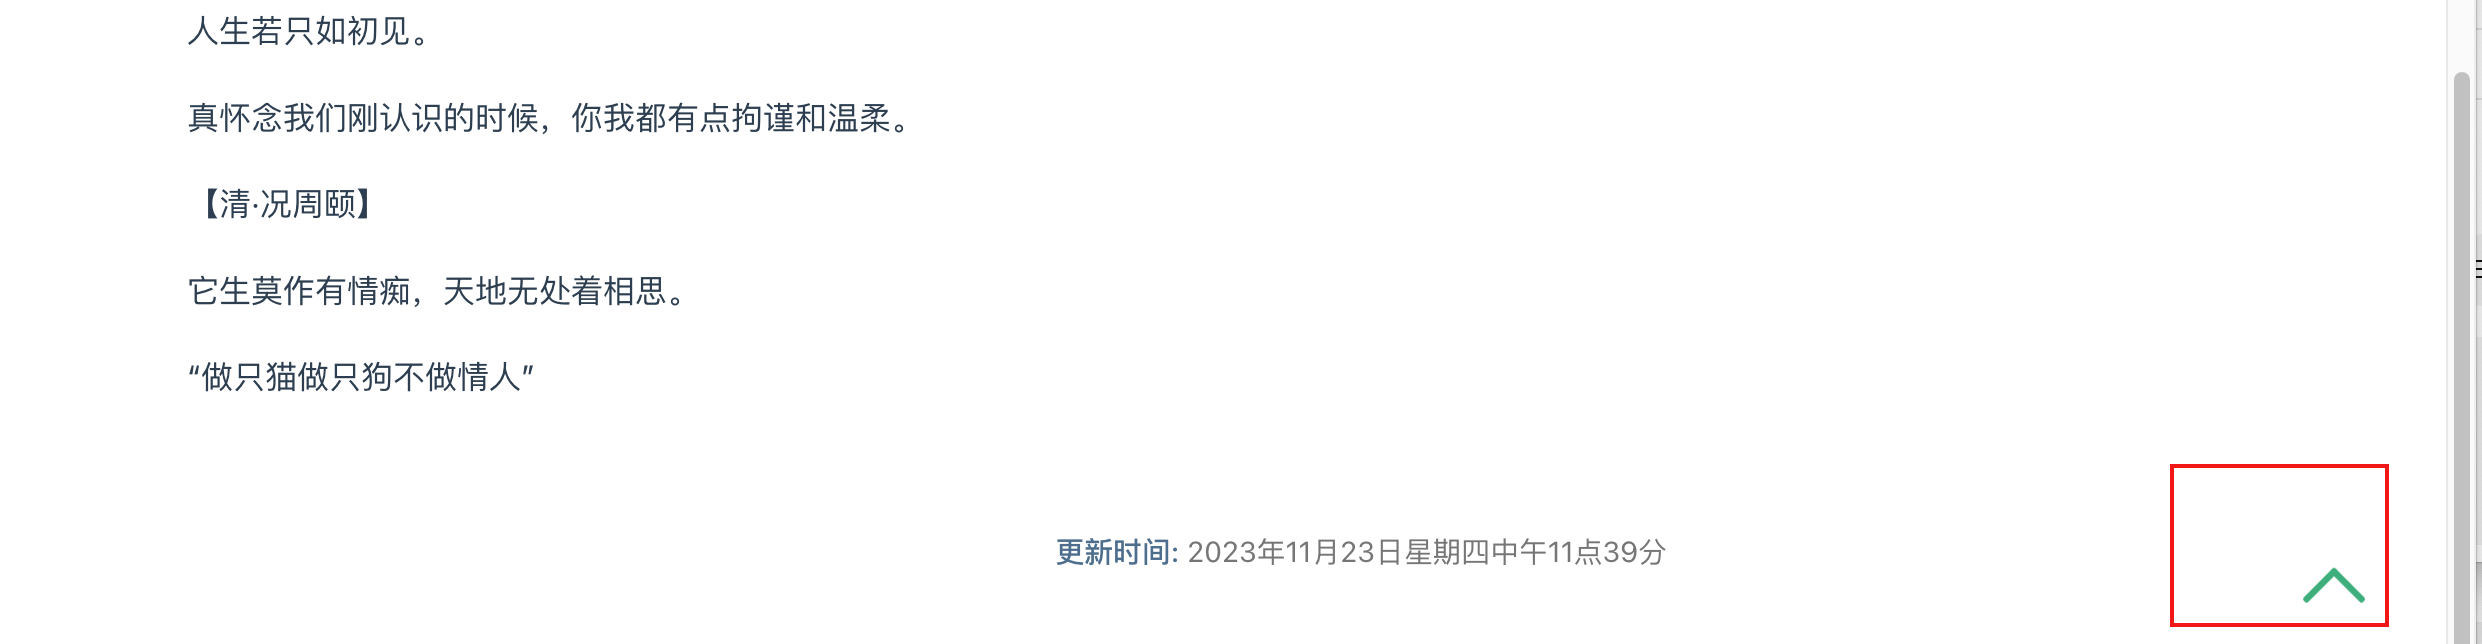 人生若只如初见。
真怀念我们刚认识的时候，你我都有点拘谨和温柔。
【清·况周颐】
它生莫作有情痴，天地无处着相思。
“做只猫做只狗不做情人”
更新时间: 2023年11月23日星期四中午11点39分